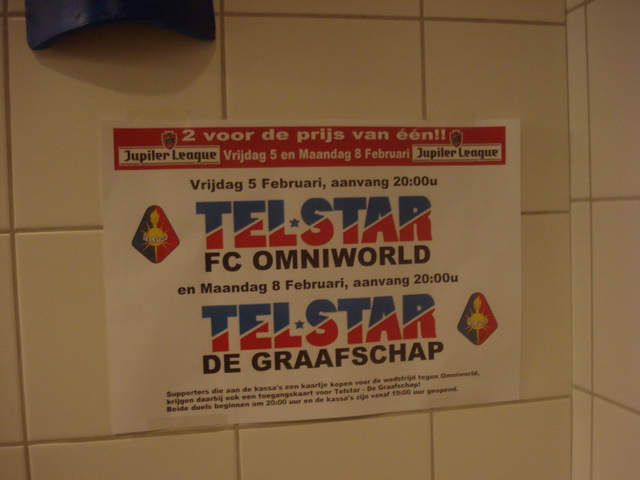 2 voor de prijs van één!!
Jupiler League Vrijdag 5 en Maandag 8 Februari Jupiler League
Vrijdag 5 Februari, aanvang 20:00u
TELSTAR
TELSTAR
FC OMNIWORLD
en Maandag 8 Februari, aanvang 20:00u
TELSTAR
TELSTAR
DE GRAAFSCHAP
Supporters die aan de kassa's een kaartje kopen voor de wedstrijd tegen Omniworld,
krijgen daarbij ook een toegangskaart voor Telstar - De Graafschap!
Beide duels beginnen om 20:00 uur en de kassa's zijn vanaf 19:00 uur geopend.